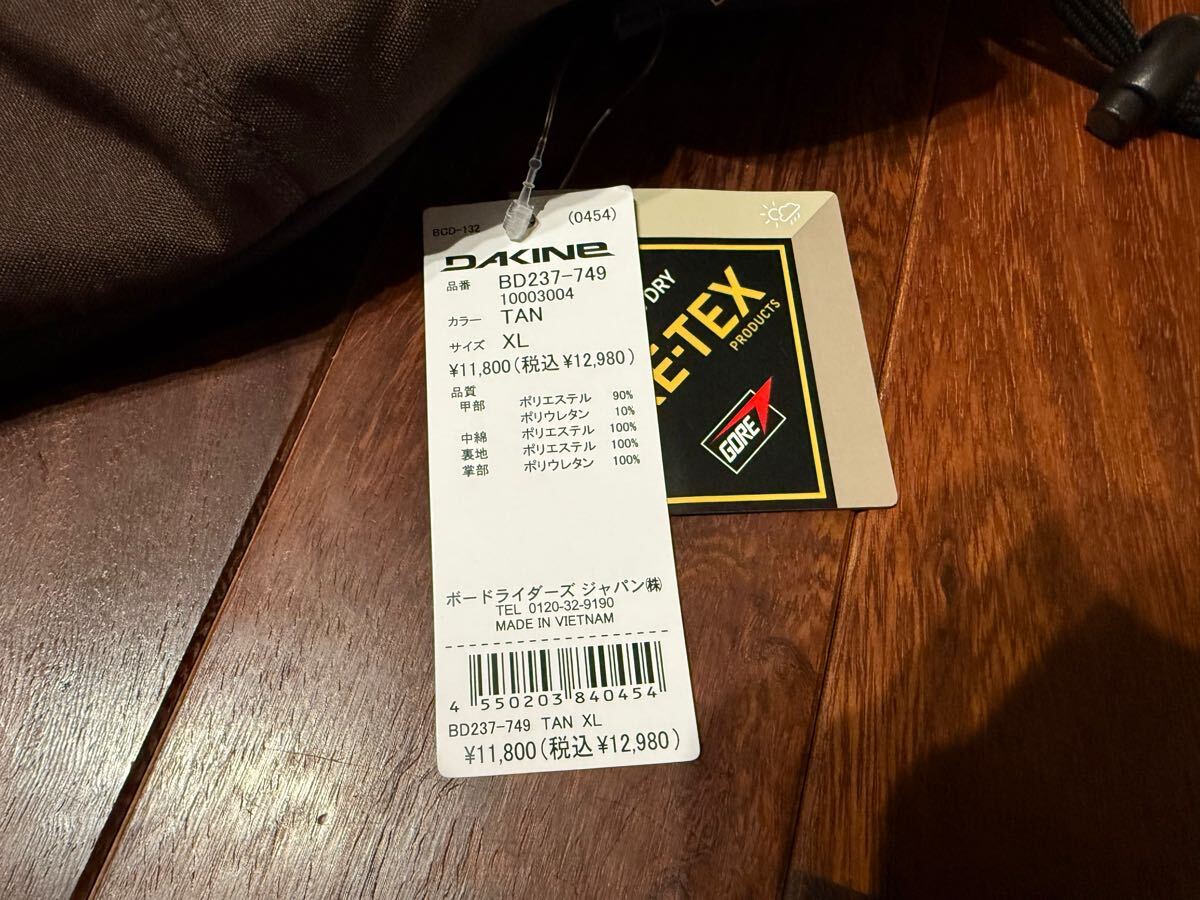 BCD-132
(0454)
DAKINE
品番 BD237-749
10003004
カラー TAN
サイズ XL
¥11,800(税込¥12,980)
品質
甲部 ポリエステル 90%
ポリウレタン 10%
中綿 ポリエステル 100%
裏地 ポリエステル 100%
掌部 ポリウレタン 100%
ボードライダーズ ジャパン㈱
TEL 0120-32-9190
MADE IN VIETNAM
4 550203 840454
BD237-749 TAN XL
¥11,800(税込¥12,980)
DRY
E-TEX
PRODUCTS
GORE